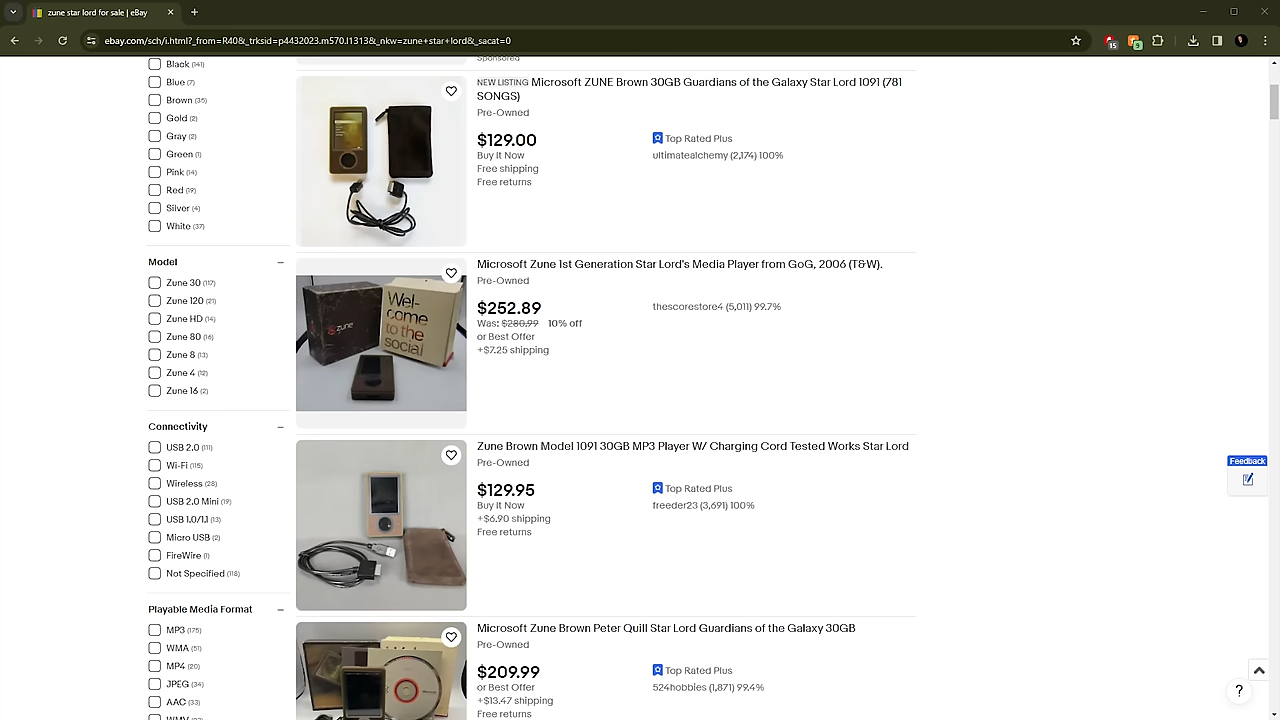 zune star lord for sale | eBay
ebay.com/sch/i.html?_from=R40&_trksid=p4432023.m570.l1313&_nkw=zune+star+lord&_sacat=0
15
Black (141)
Blue (7)
Brown (35)
Gold (2)
Gray (2)
Green (1)
Pink (14)
Red (19)
Silver (4)
White (37)
Model
Zune 30 (117)
Zune 120 (21)
Zune HD (14)
Zune 80 (16)
Zune 8 (13)
Zune 4 (12)
Zune 16 (2)
Connectivity
USB 2.0 (111)
Wi-Fi (115)
Wireless (28)
USB 2.0 Mini (19)
USB 1.0/1.1 (13)
Micro USB (2)
FireWire (1)
Not Specified (118)
Playable Media Format
MP3 (175)
WMA (51)
MP4 (20)
JPEG (34)
AAC (33)
WMV
Sponsored
NEW LISTING Microsoft ZUNE Brown 30GB Guardians of the Galaxy Star Lord 1091 (781
SONGS)
Pre-Owned
$129.00
Buy It Now
Free shipping
Free returns
Top Rated Plus
ultimatealchemy (2,174) 100%
zune
Wel-
come
to the
social
Microsoft Zune 1st Generation Star Lord's Media Player from GoG, 2006 (T&W).
Pre-Owned
$252.89
Was: $280.99 10% off
or Best Offer
+$7.25 shipping
thescorestore4 (5,011) 99.7%
Zune Brown Model 1091 30GB MP3 Player W/ Charging Cord Tested Works Star Lord
Pre-Owned
$129.95
Buy It Now
+$6.90 shipping
Free returns
Top Rated Plus
freeder23 (3,691) 100%
Microsoft Zune Brown Peter Quill Star Lord Guardians of the Galaxy 30GB
Pre-Owned
$209.99
or Best Offer
+$13.47 shipping
Free returns
Top Rated Plus
524hobbies (1,871) 99.4%
Feedback
?